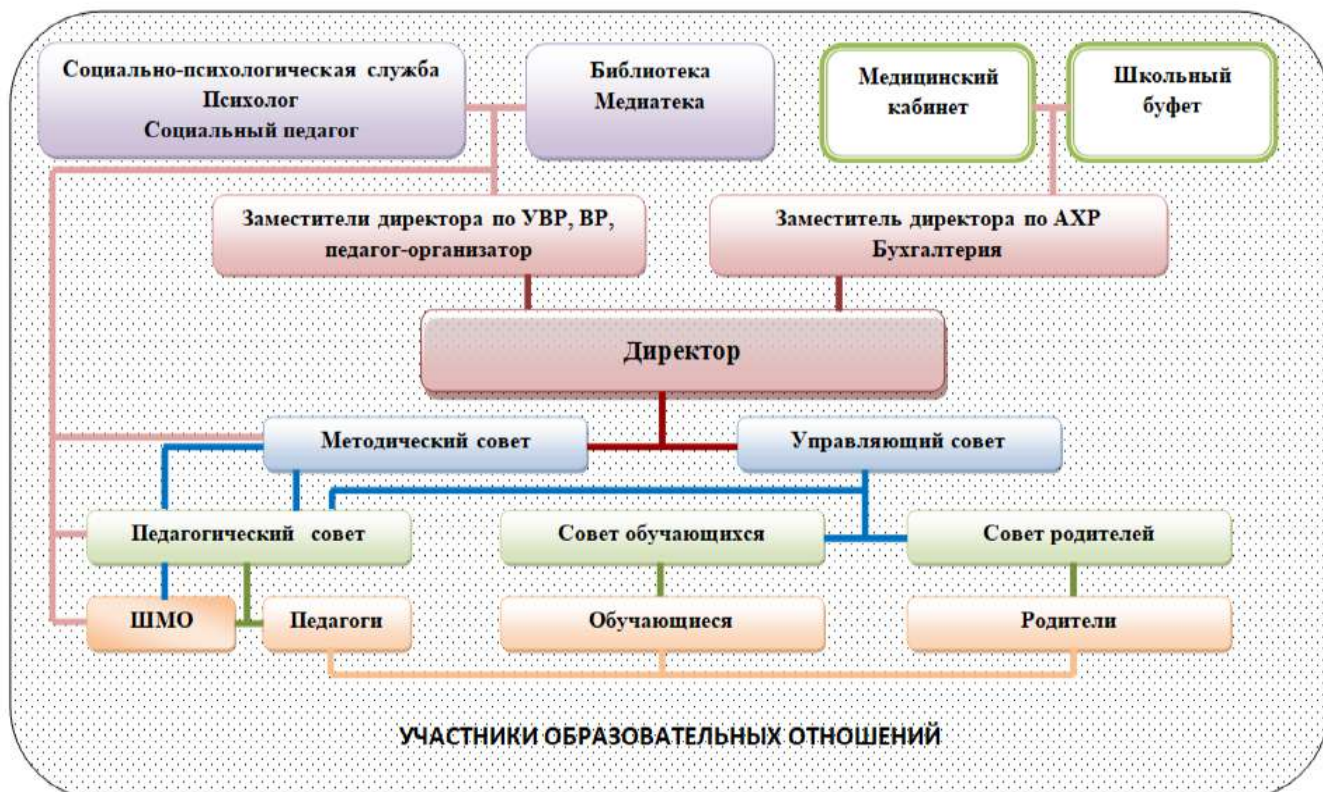 Социально-психологическая служба
Психолог
Социальный педагог
Библиотека
Медиатека
Медицинский
кабинет
Школьный
буфет
Заместители директора по УВР, ВР,
педагог-организатор
Заместитель директора по АХР
Бухгалтерия
Директор
Методический совет
Управляющий совет
Педагогический совет
Совет обучающихся
Совет родителей
ШМО
Педагоги
Обучающиеся
Родители
УЧАСТНИКИ ОБРАЗОВАТЕЛЬНЫХ ОТНОШЕНИЙ